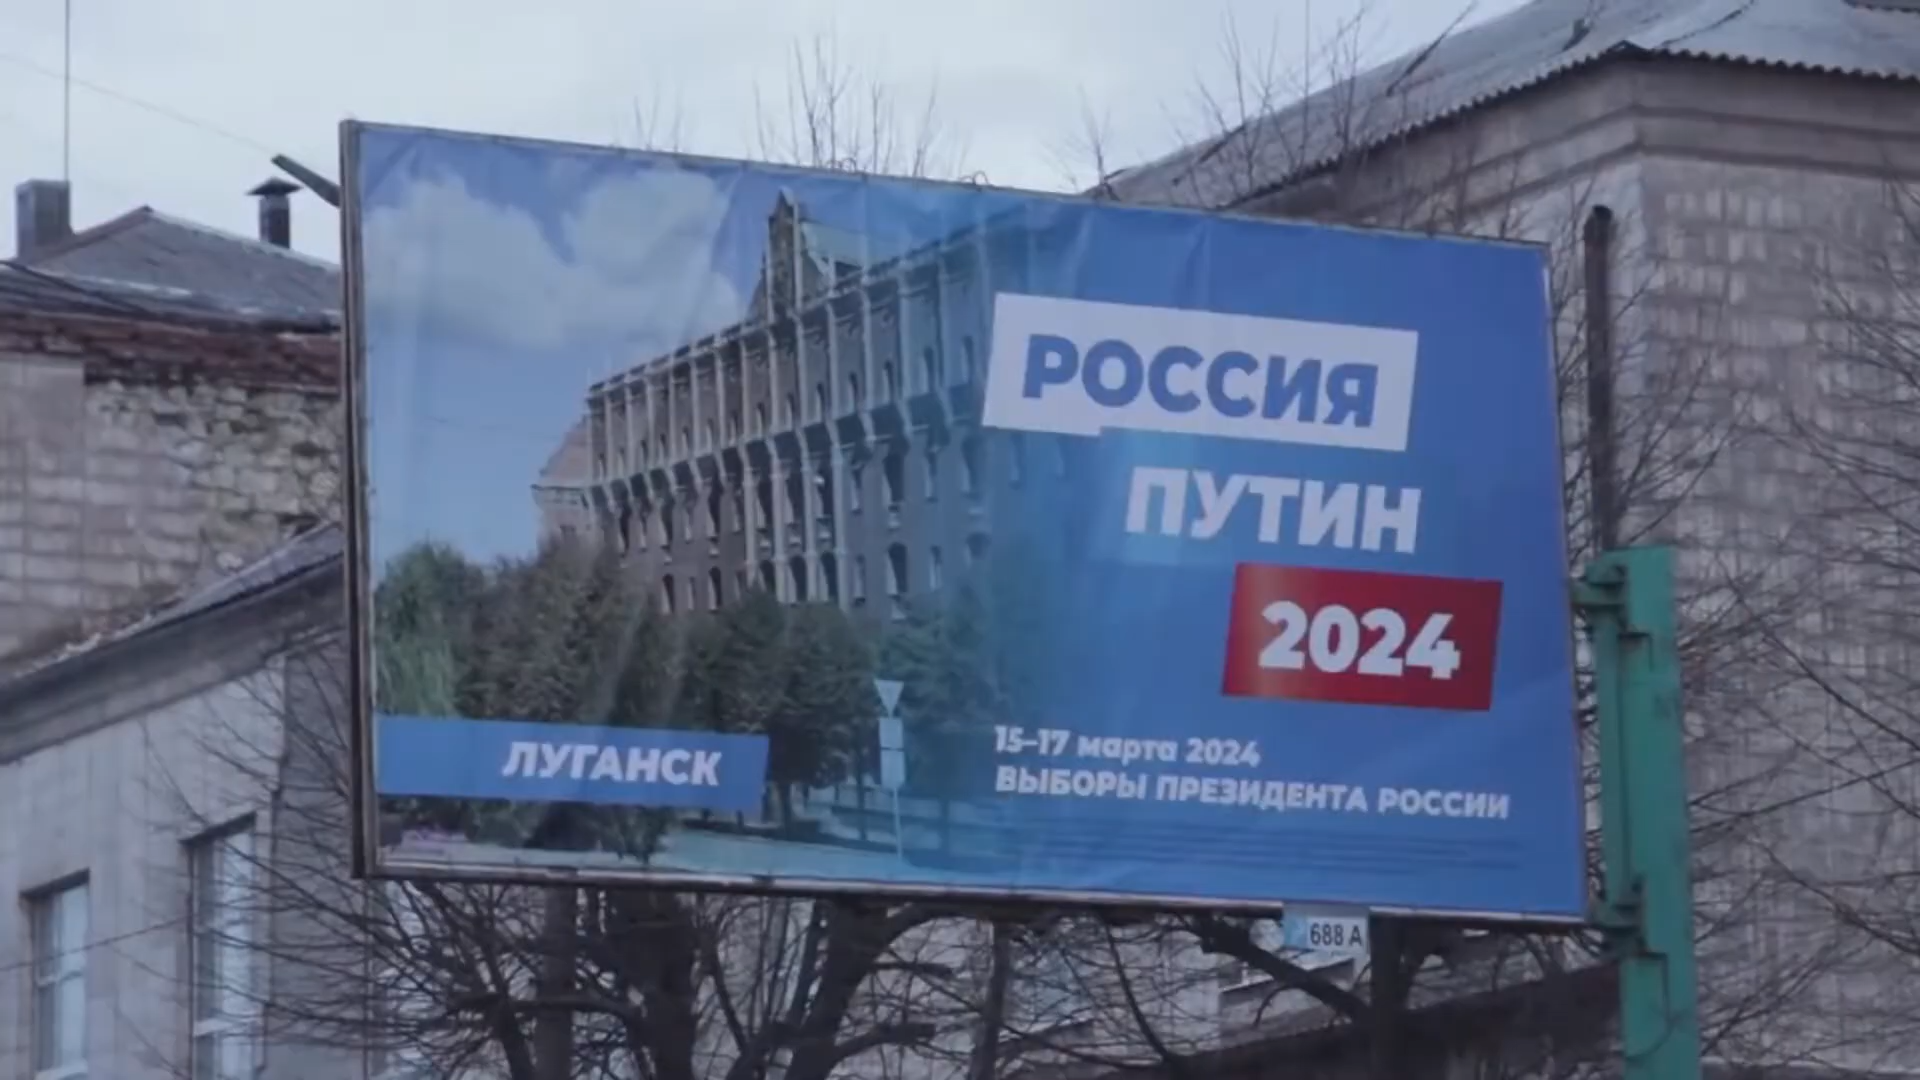 РОССИЯ
ПУТИН
2024
ЛУГАНСК
15-17 марта 2024
ВЫБОРЫ ПРЕЗИДЕНТА РОССИИ
688 А